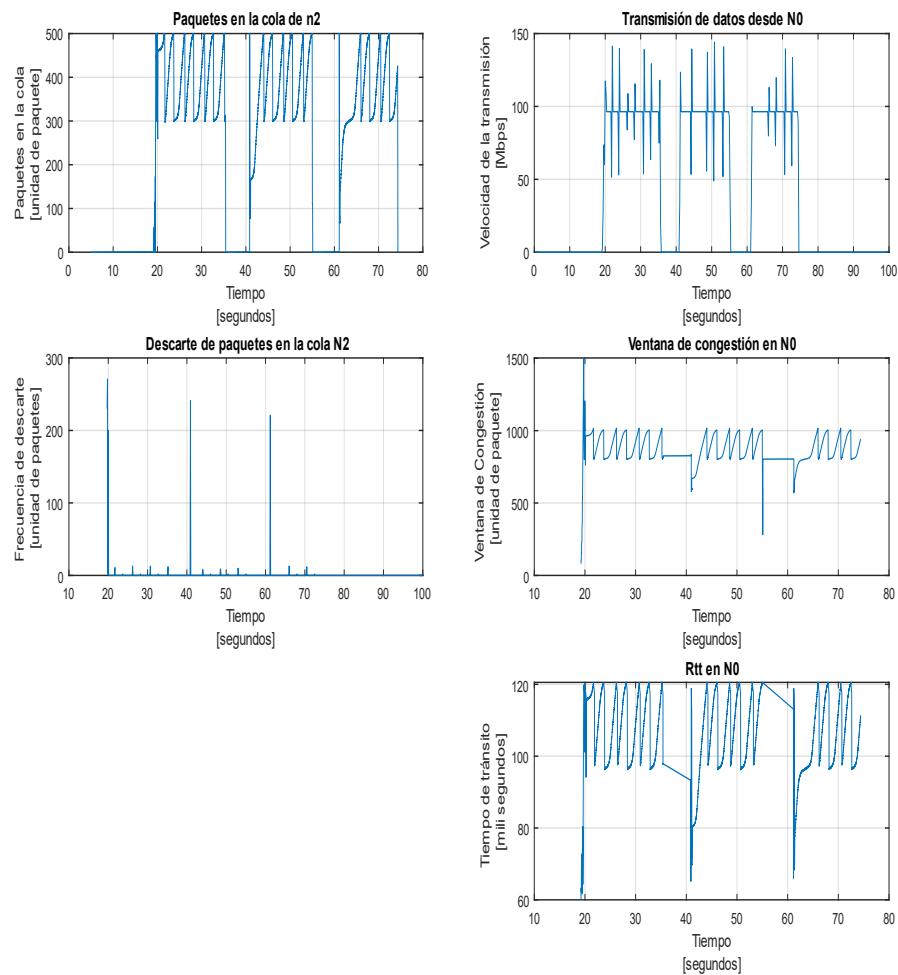 Paquetes en la cola de n2
500
400
300
200
100
0
0 10 20 30 40 50 60 70 80
Paquetes en la cola
[unidad de paquete]
Tiempo
[segundos]
Transmisión de datos desde N0
150
100
50
0
0 10 20 30 40 50 60 70 80 90 100
Velocidad de la transmisión
[Mbps]
Tiempo
[segundos]
Descarte de paquetes en la cola N2
300
200
100
0
10 20 30 40 50 60 70 80 90 100
Frecuencia de descarte
[unidad de paquetes]
Tiempo
[segundos]
Ventana de congestión en N0
1500
1000
500
0
10 20 30 40 50 60 70 80
Ventana de Congestión
[unidad de paquete]
Tiempo
[segundos]
Rtt en N0
120
100
80
60
10 20 30 40 50 60 70 80
Tiempo de tránsito
[mili segundos]
Tiempo
[segundos]